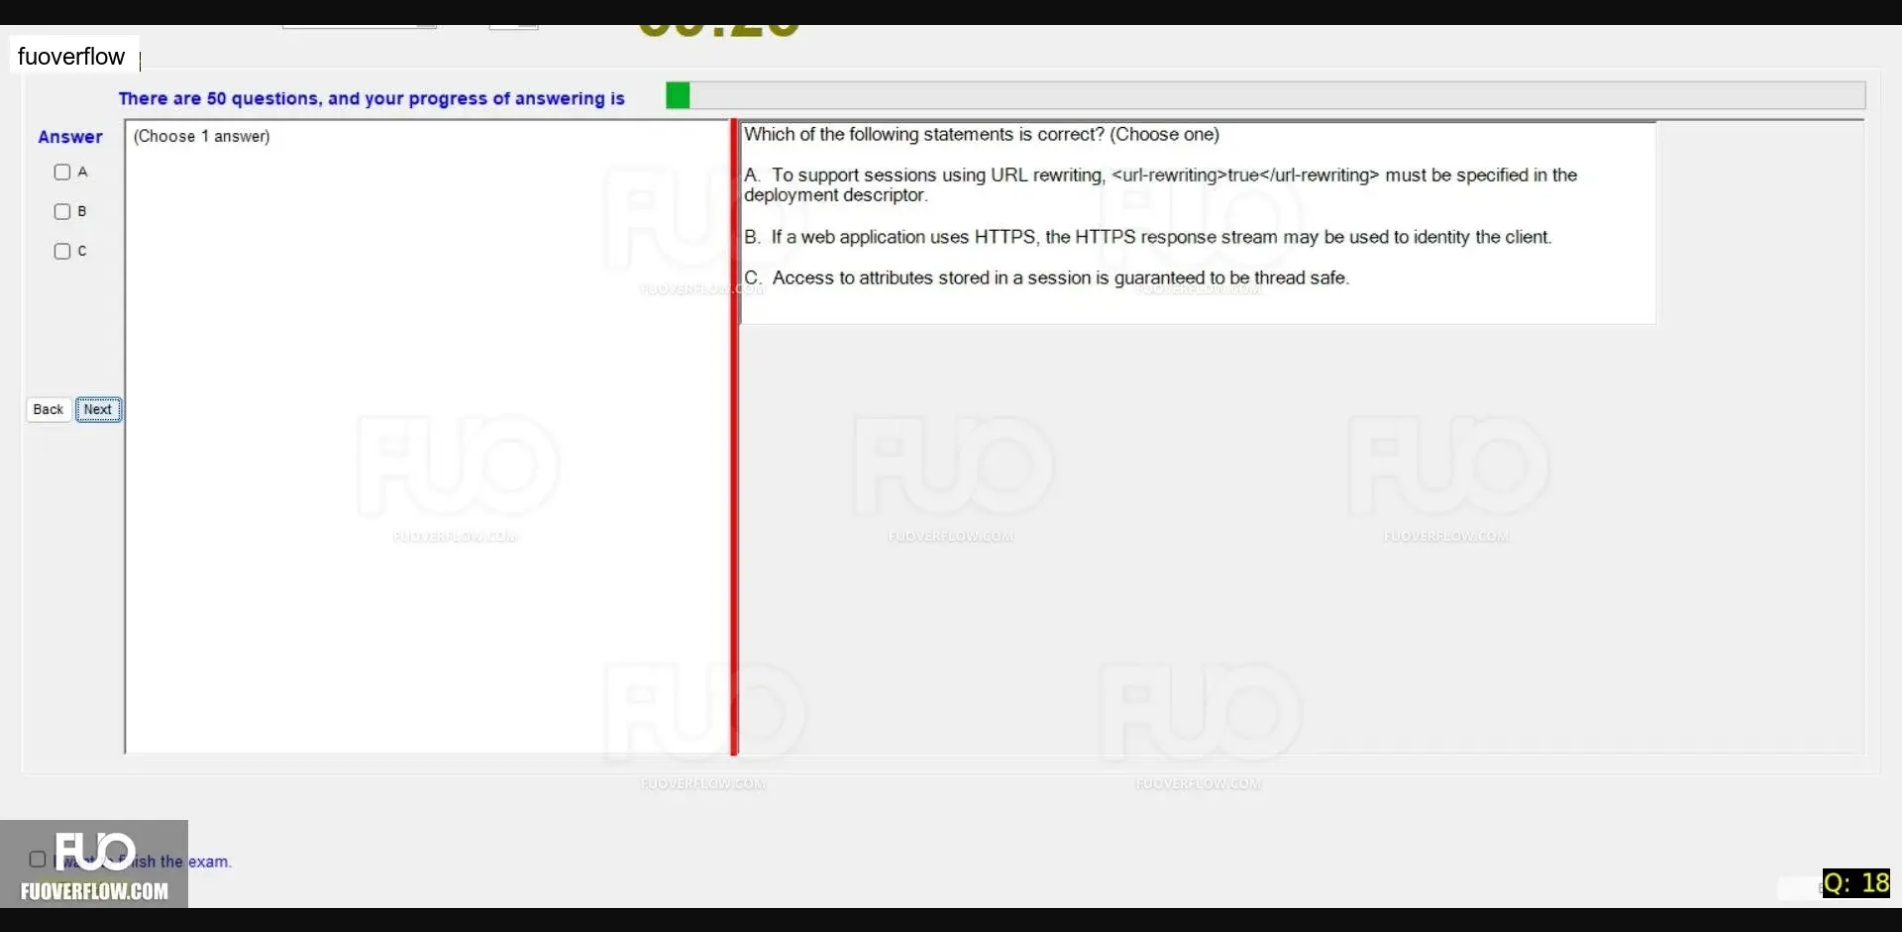 fuoverflow
There are 50 questions, and your progress of answering is
Answer
(Choose 1 answer)
A
B
C
Back
Next
Which of the following statements is correct? (Choose one)
A. To support sessions using URL rewriting, <url-rewriting>true</url-rewriting> must be specified in the
deployment descriptor.
B. If a web application uses HTTPS, the HTTPS response stream may be used to identity the client.
C. Access to attributes stored in a session is guaranteed to be thread safe.
FUO
FUOVERFLOW.COM
FUO
FUOVERFLOW.COM
FUO
FUOVERFLOW.COM
FUO
FUOVERFLOW.COM
FUO
FUOVERFLOW.COM
FUO
FUOVERFLOW.COM
FUO
FUOVERFLOW.COM
FUO
FUOVERFLOW.COM
the exam.
Q: 18